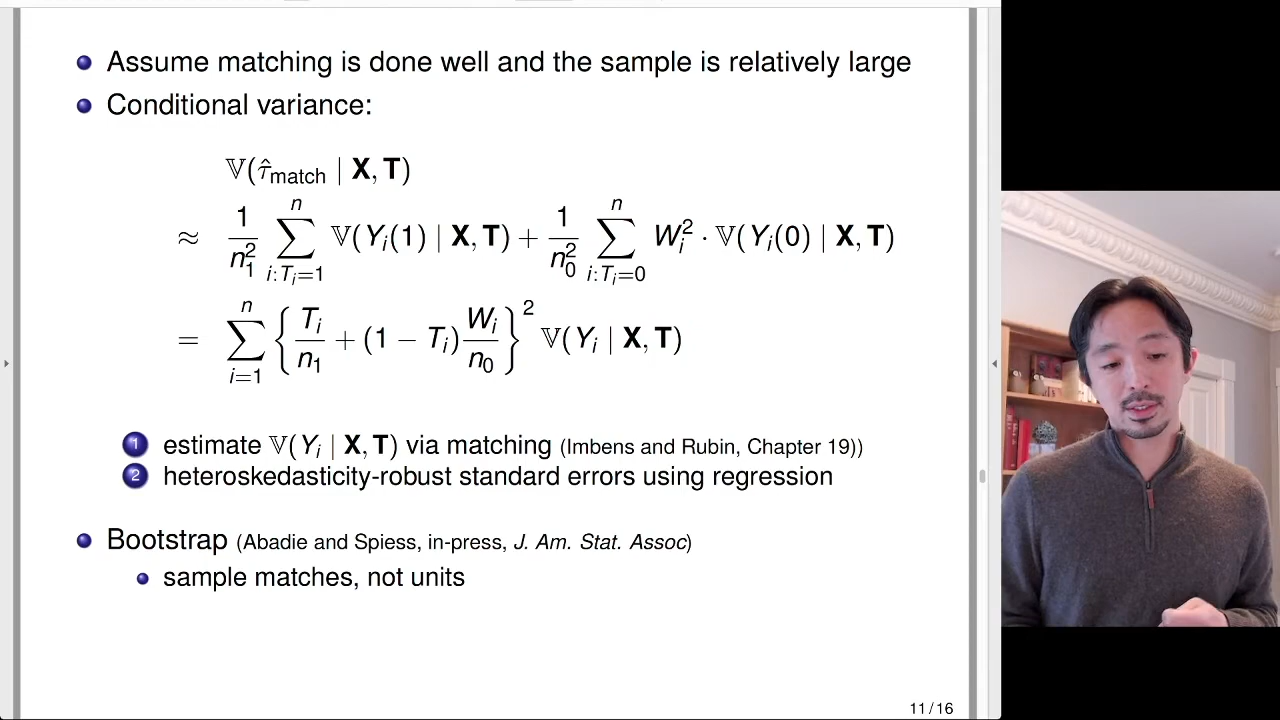 Assume matching is done well and the sample is relatively large
Conditional variance:
𝕍(τ̂_match | X, T)
≈ 1/n₁² ∑_{i:Tᵢ=1}^{n} 𝕍(Yᵢ(1) | X, T) + 1/n₀² ∑_{i:Tᵢ=0}^{n} Wᵢ² · 𝕍(Yᵢ(0) | X, T)
= ∑_{i=1}^{n} { Tᵢ/n₁ + (1 − Tᵢ) Wᵢ/n₀ }² 𝕍(Yᵢ | X, T)
1 estimate 𝕍(Yᵢ | X, T) via matching (Imbens and Rubin, Chapter 19))
2 heteroskedasticity-robust standard errors using regression
Bootstrap (Abadie and Spiess, in-press, J. Am. Stat. Assoc)
sample matches, not units
11 / 16